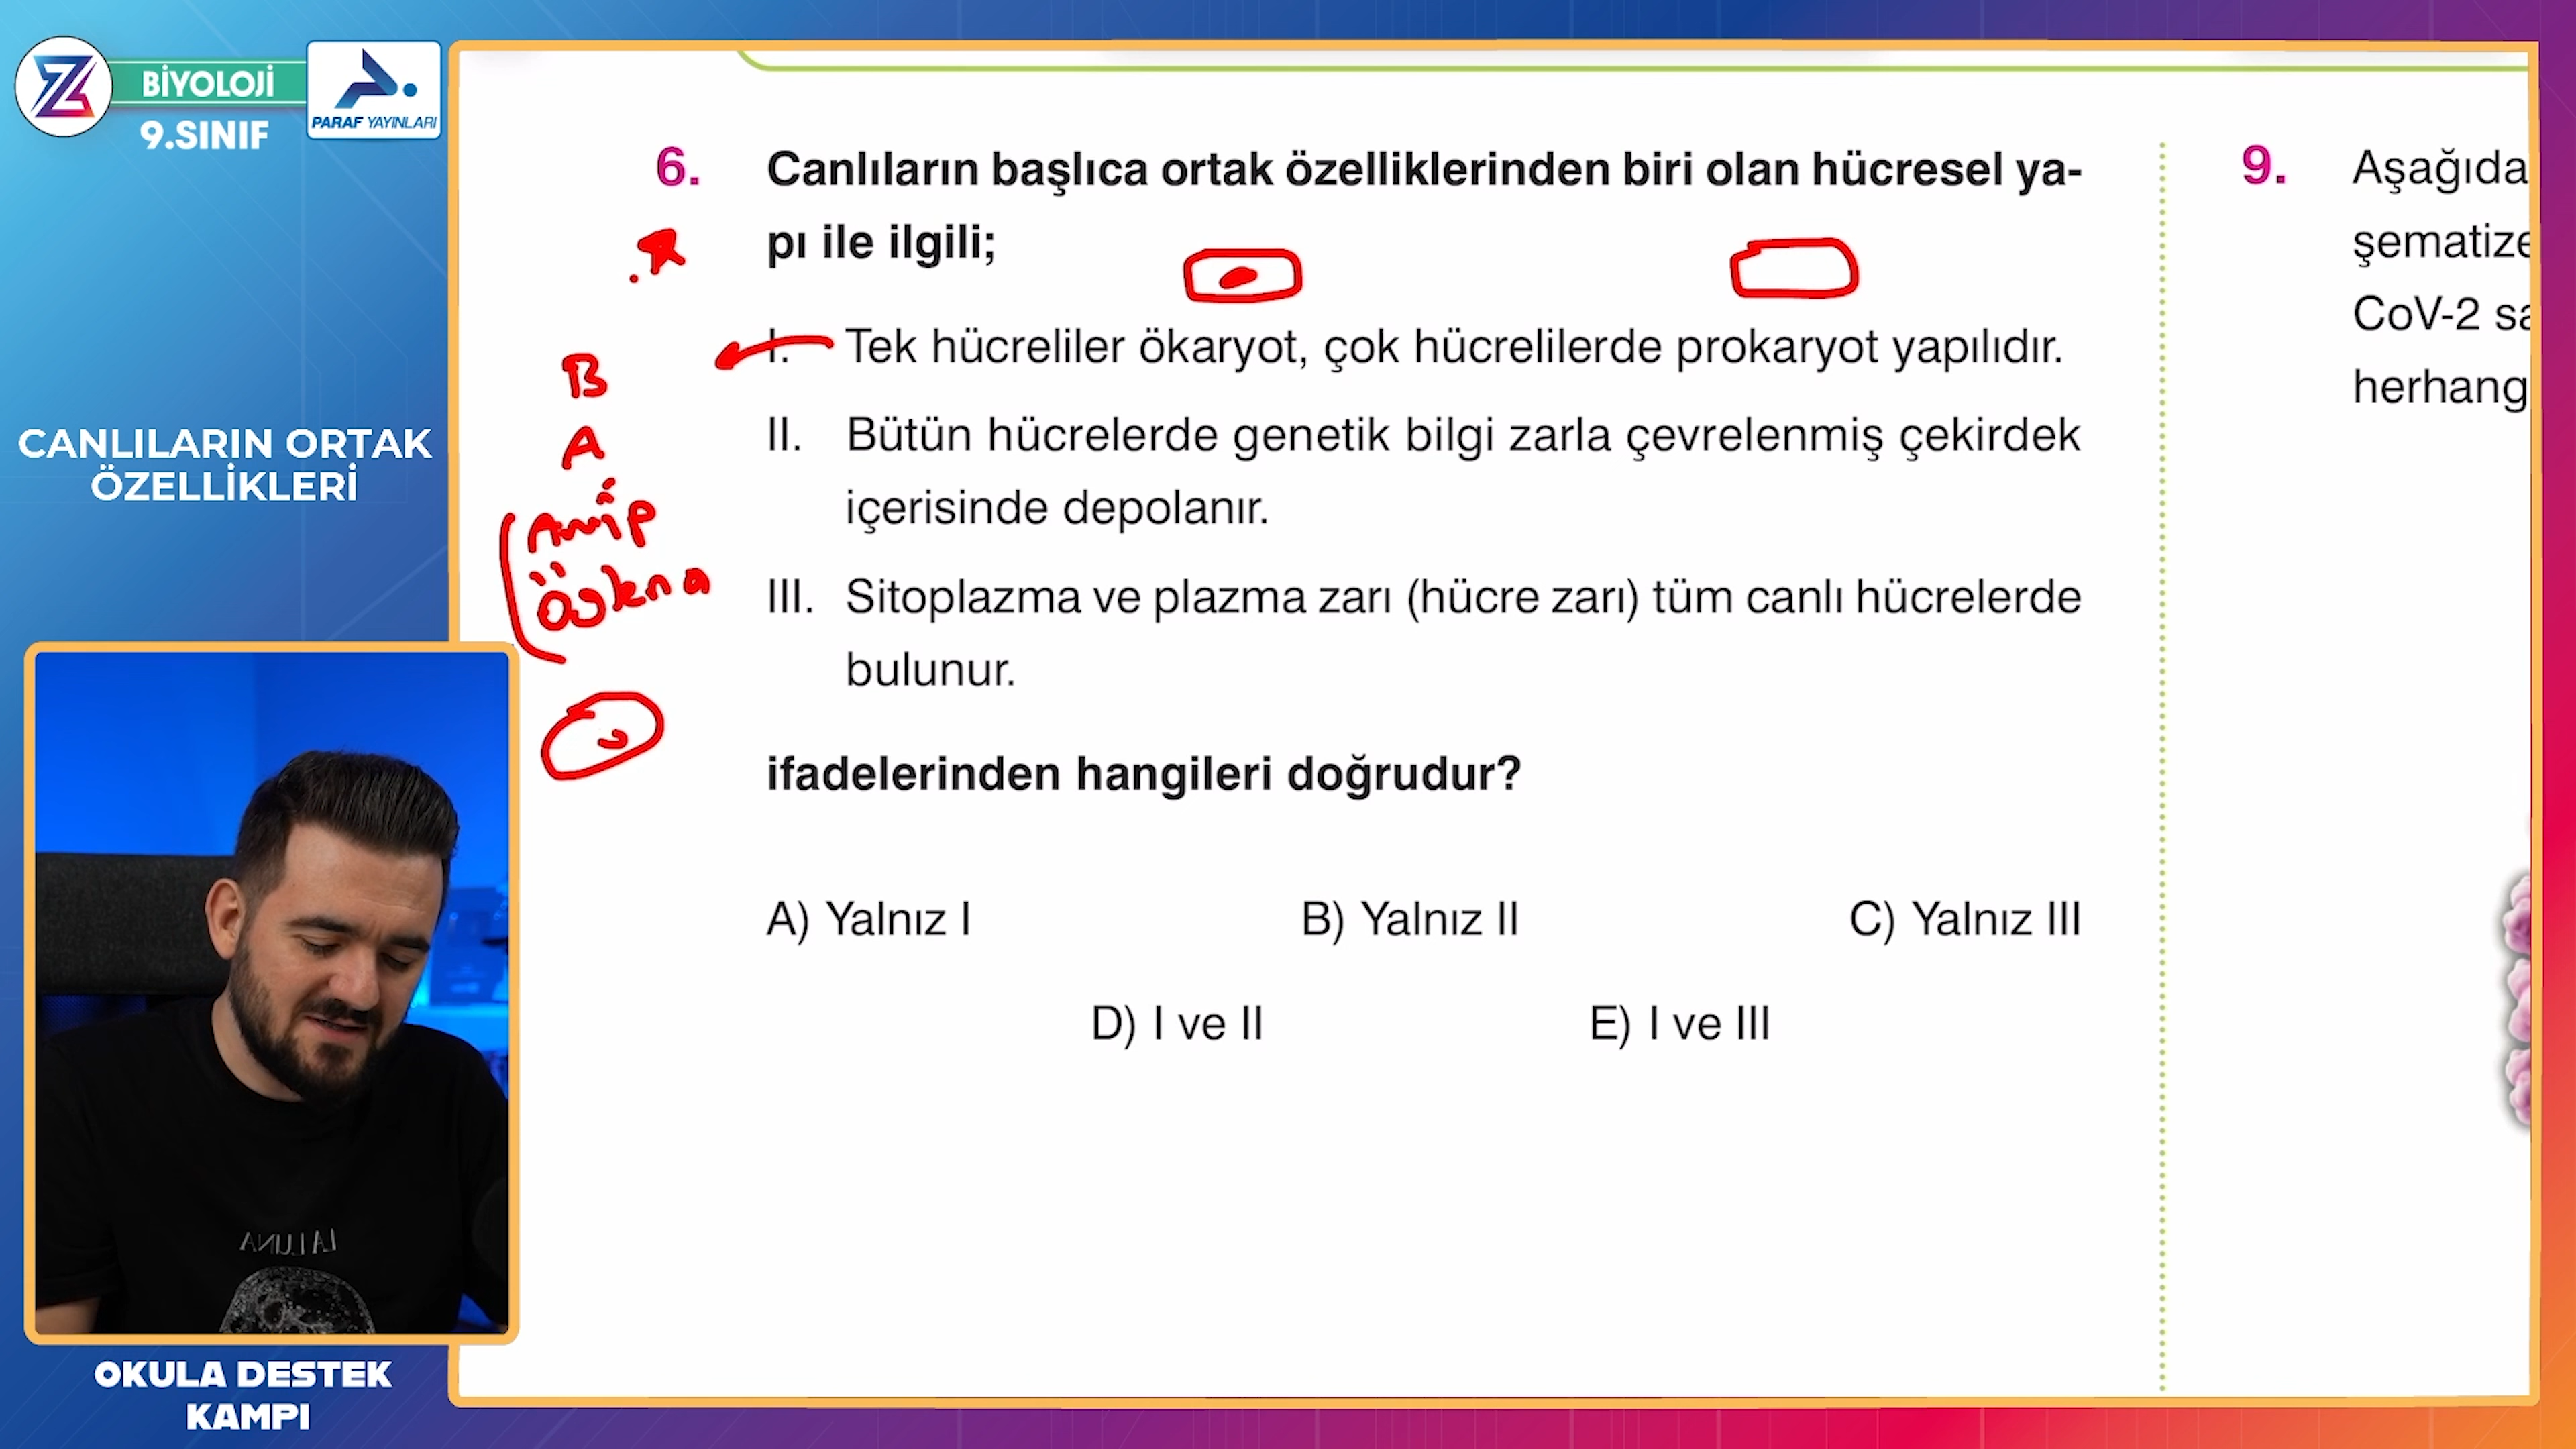 BİYOLOJİ
9.SINIF
PARAF YAYINLARI
CANLILARIN ORTAK
ÖZELLİKLERİ
6. Canlıların başlıca ortak özelliklerinden biri olan hücresel ya-
pı ile ilgili;
I. Tek hücreliler ökaryot, çok hücrelilerde prokaryot yapılıdır.
II. Bütün hücrelerde genetik bilgi zarla çevrelenmiş çekirdek
içerisinde depolanır.
III. Sitoplazma ve plazma zarı (hücre zarı) tüm canlı hücrelerde
bulunur.
ifadelerinden hangileri doğrudur?
A) Yalnız I B) Yalnız II C) Yalnız III
D) I ve II E) I ve III
B
A
Amip
9. Aşağıda
şematize
CoV-2 sa
herhang
LA LUNA
OKULA DESTEK
KAMPI